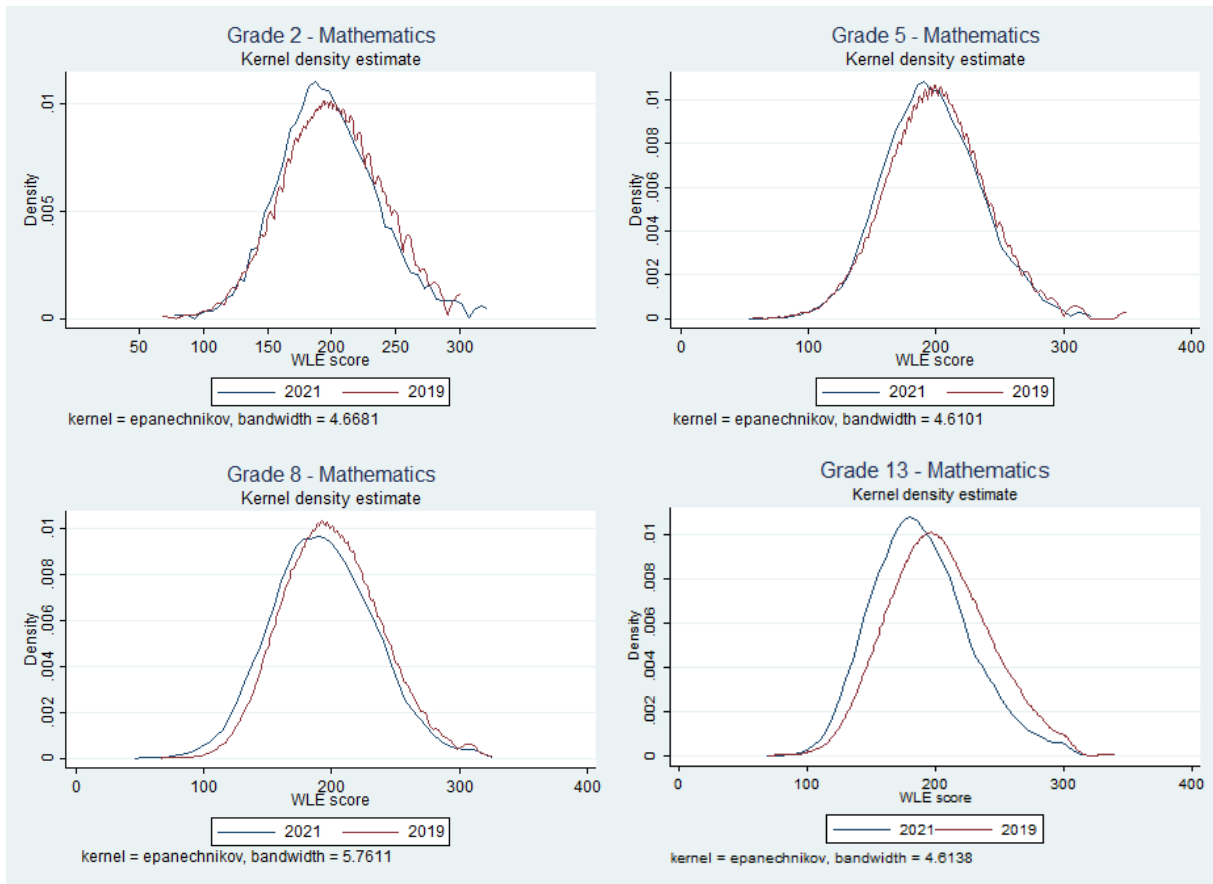 Grade 2 - Mathematics
Kernel density estimate
Density
.01
.005
0
50 100 150 200 250 300
WLE score
2021 2019
kernel = epanechnikov, bandwidth = 4.6681
Grade 5 - Mathematics
Kernel density estimate
Density
.01
.008
.006
.004
.002
0
0 100 200 300 400
WLE score
2021 2019
kernel = epanechnikov, bandwidth = 4.6101
Grade 8 - Mathematics
Kernel density estimate
Density
.01
.008
.006
.004
.002
0
0 100 200 300 400
WLE score
2021 2019
kernel = epanechnikov, bandwidth = 5.7611
Grade 13 - Mathematics
Kernel density estimate
Density
.01
.008
.006
.004
.002
0
0 100 200 300 400
WLE score
2021 2019
kernel = epanechnikov, bandwidth = 4.6138